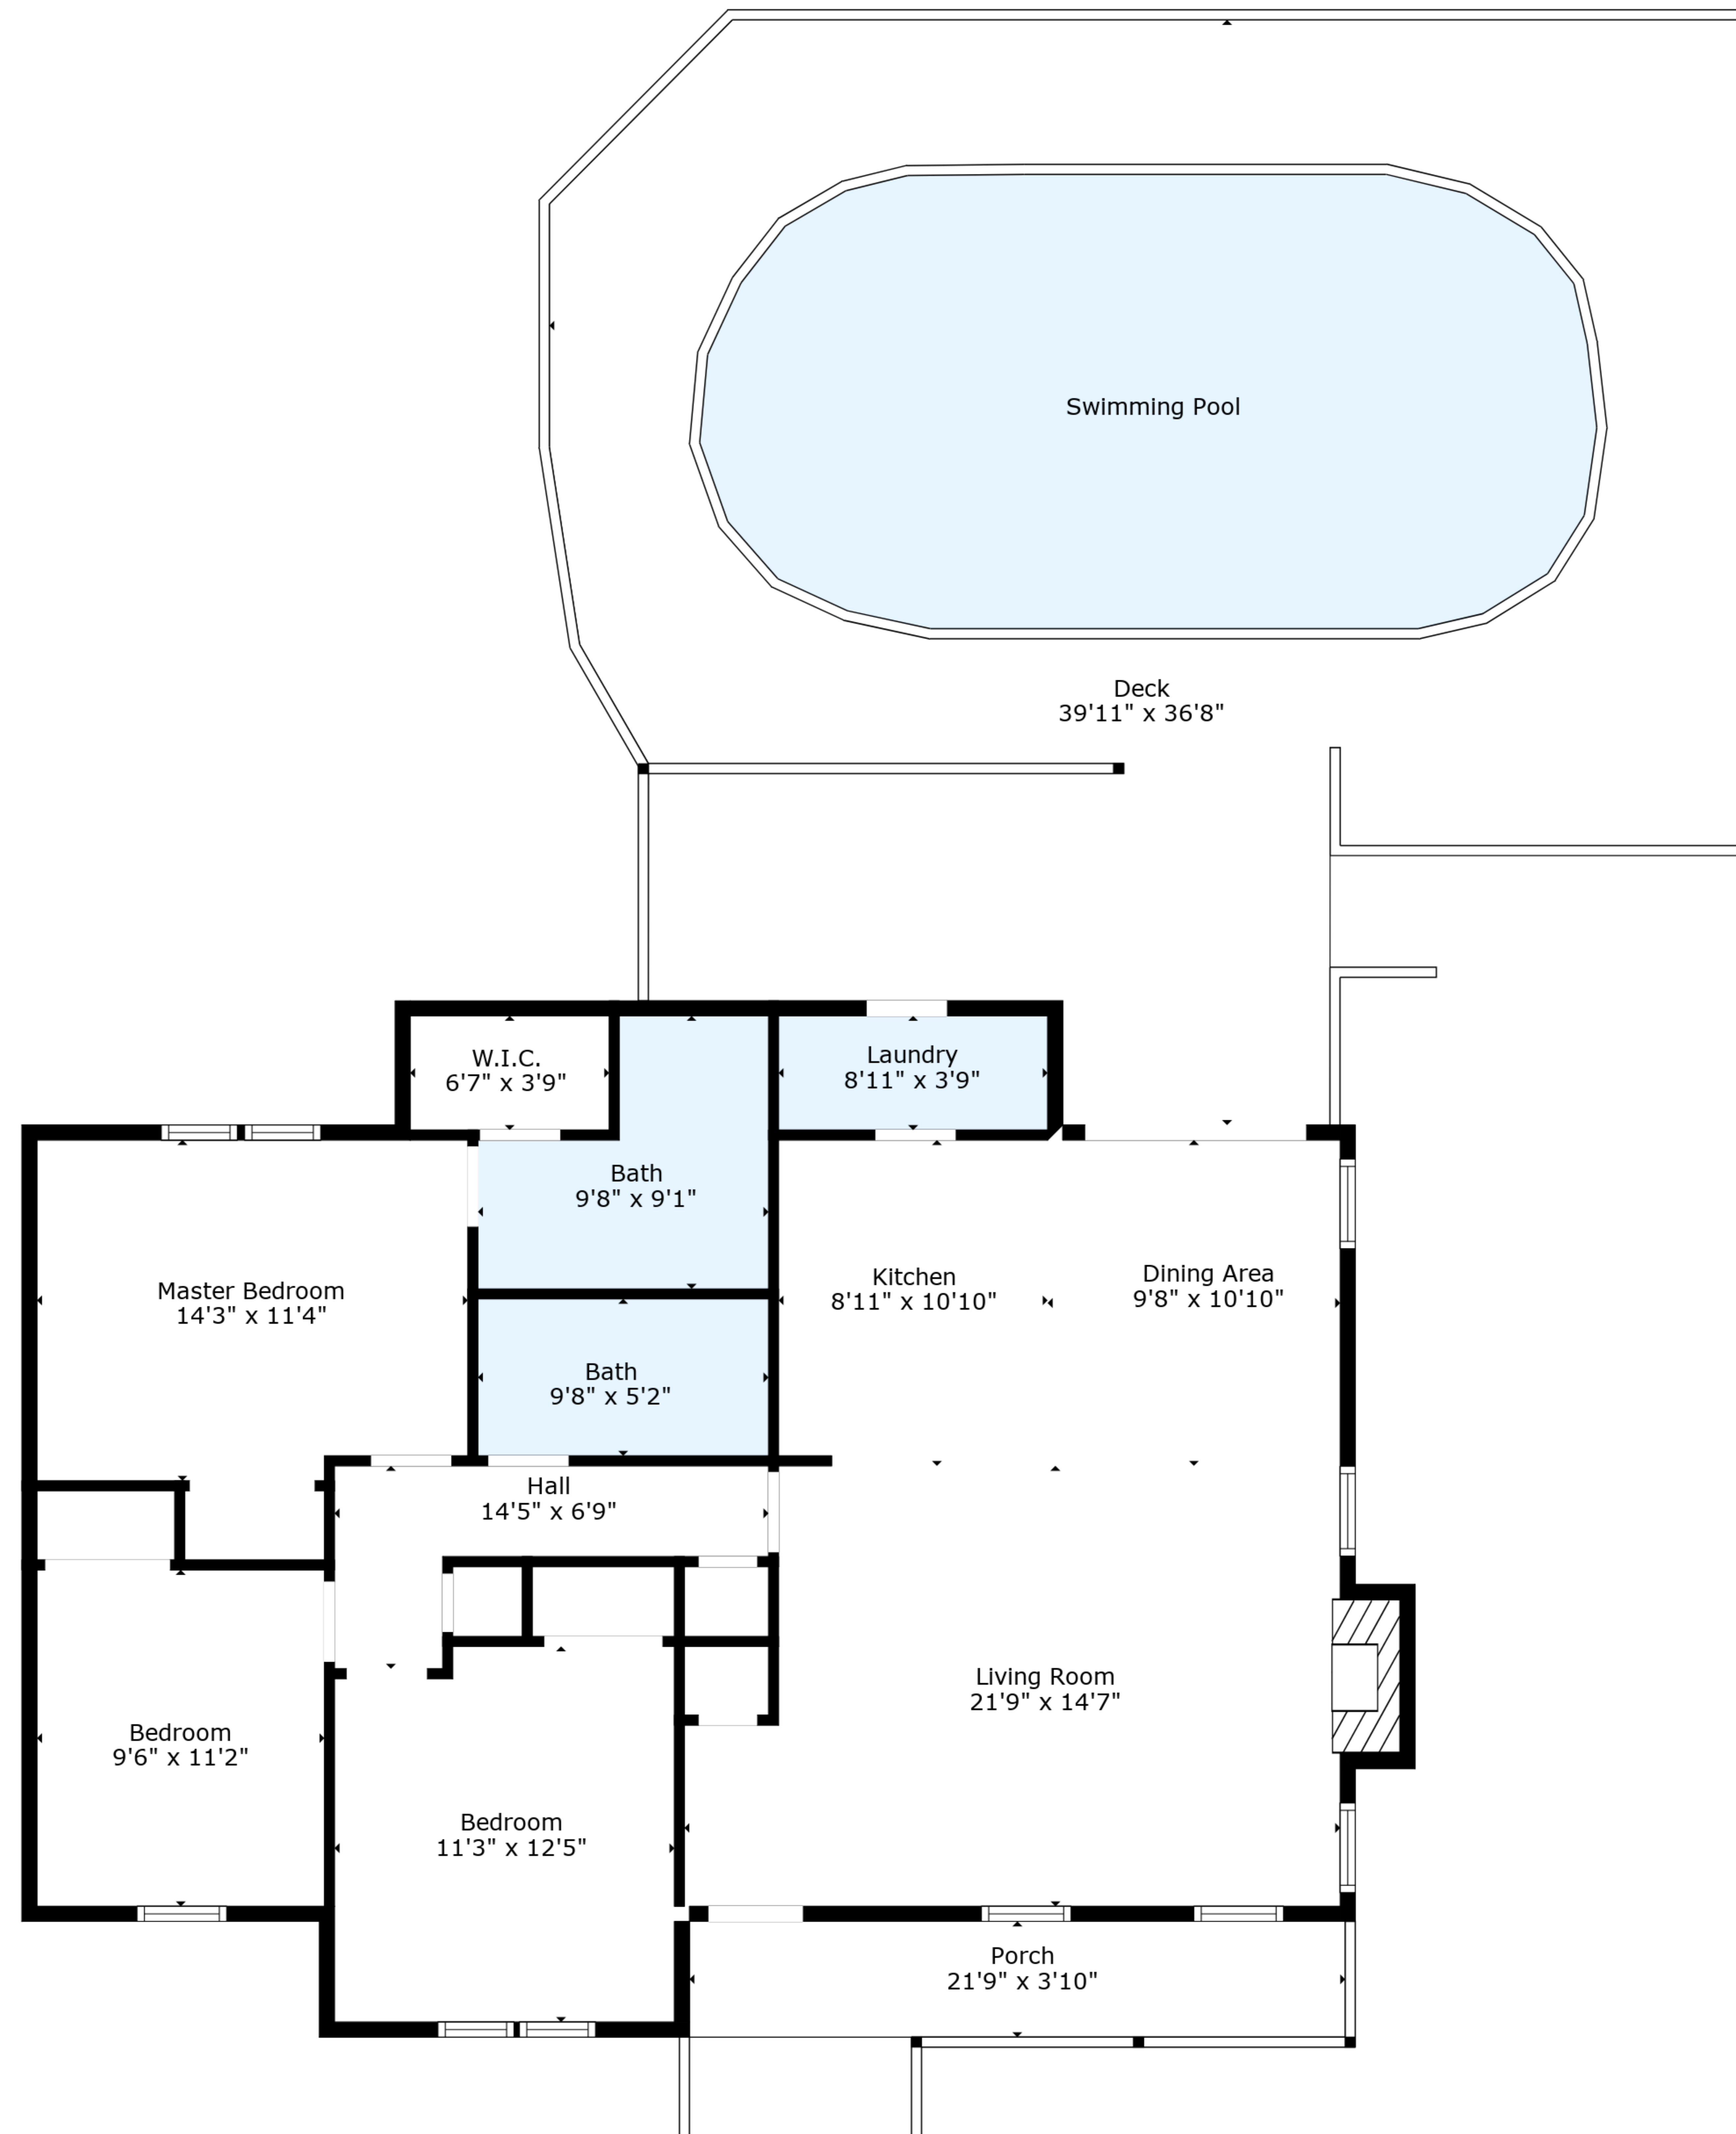 Swimming Pool
Deck
39'11" x 36'8"
W.I.C.
6'7" x 3'9"
Laundry
8'11" x 3'9"
Bath
9'8" x 9'1"
Master Bedroom
14'3" x 11'4"
Kitchen
8'11" x 10'10"
Dining Area
9'8" x 10'10"
Bath
9'8" x 5'2"
Hall
14'5" x 6'9"
Living Room
21'9" x 14'7"
Bedroom
9'6" x 11'2"
Bedroom
11'3" x 12'5"
Porch
21'9" x 3'10"